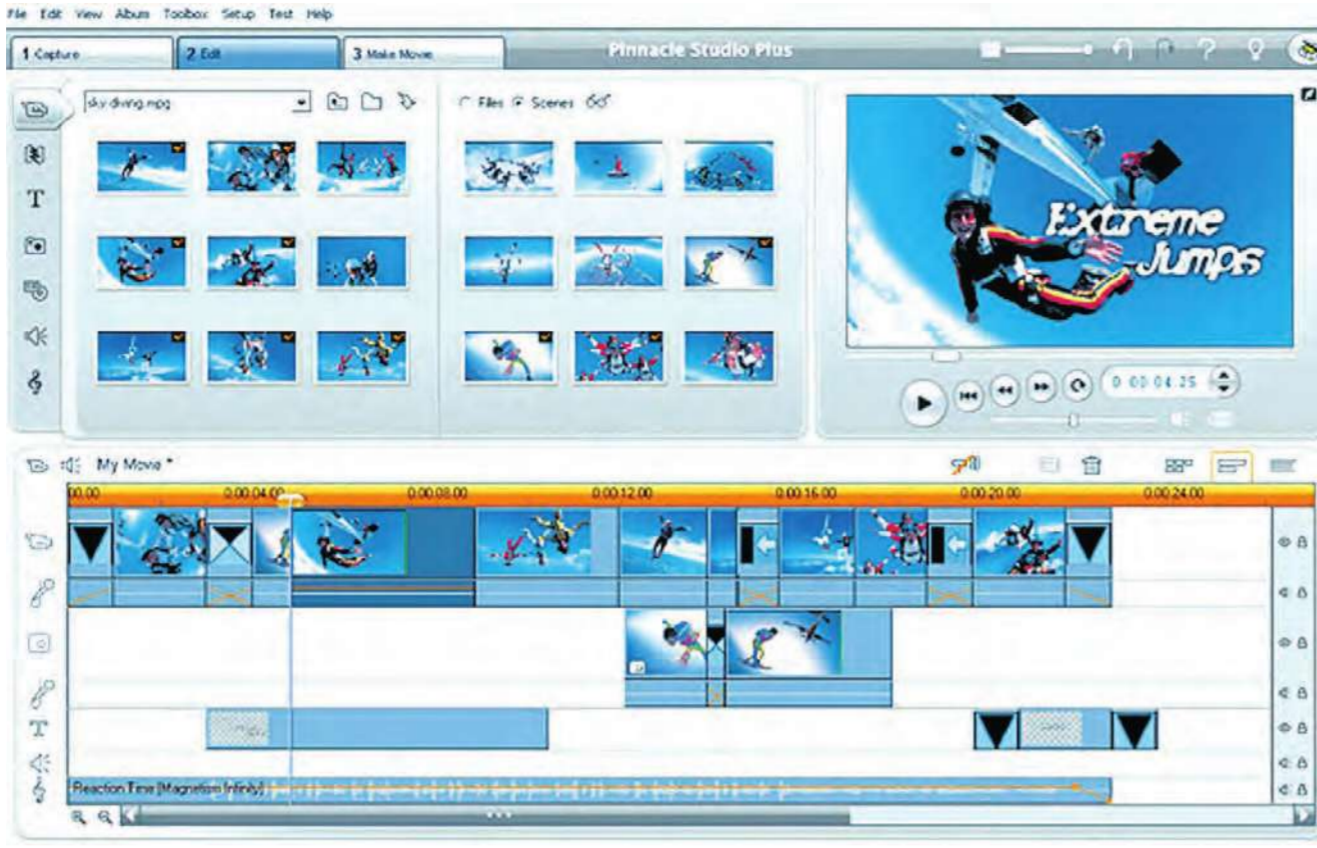 File Edit View Album Toolbox Setup Test Help
1 Capture
2 Edit
3 Make Movie
Pinnacle Studio Plus
sky diving.mpg
Files Scenes
Extreme
Jumps
0:00:04.25
My Movie *
00.00 0:00:04.00 0:00:08.00 0:00:12.00 0:00:16.00 0:00:20.00 0:00:24.00
T
T
Reaction Time [Magnetism Infinity]